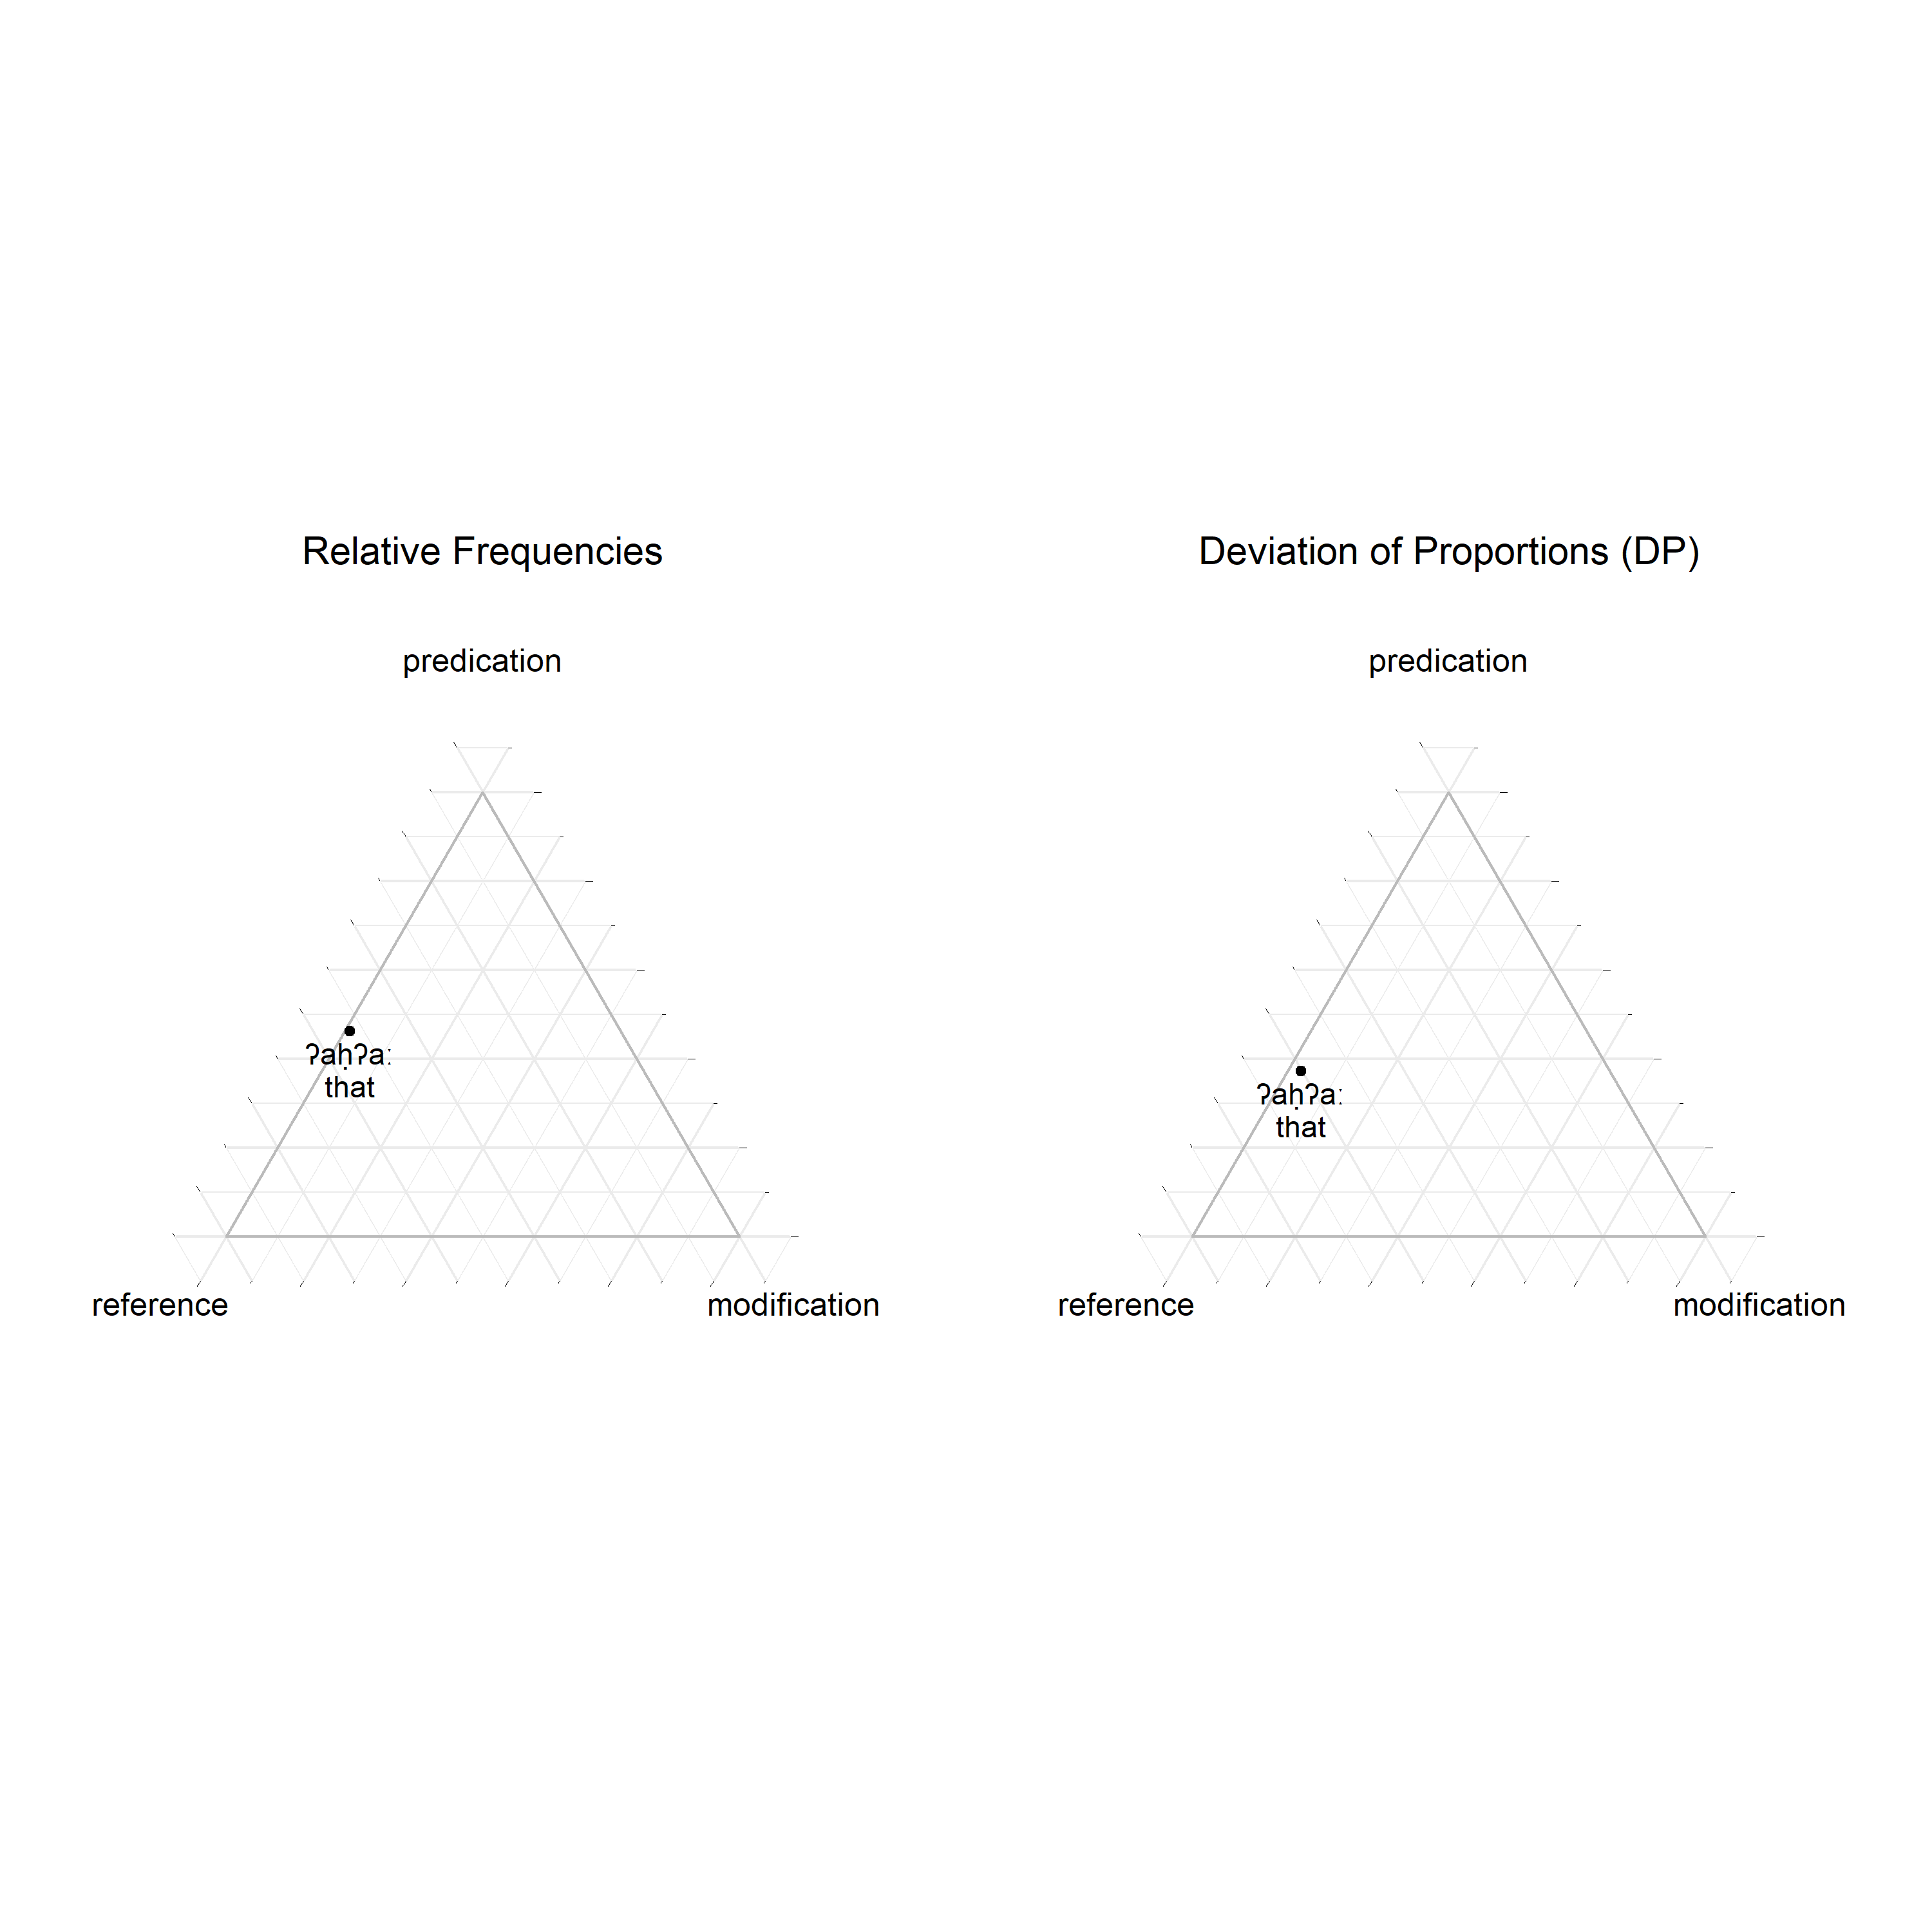 Relative Frequencies
predication
ʔaḥʔaː
that
reference
modification
Deviation of Proportions (DP)
predication
ʔaḥʔaː
that
reference
modification